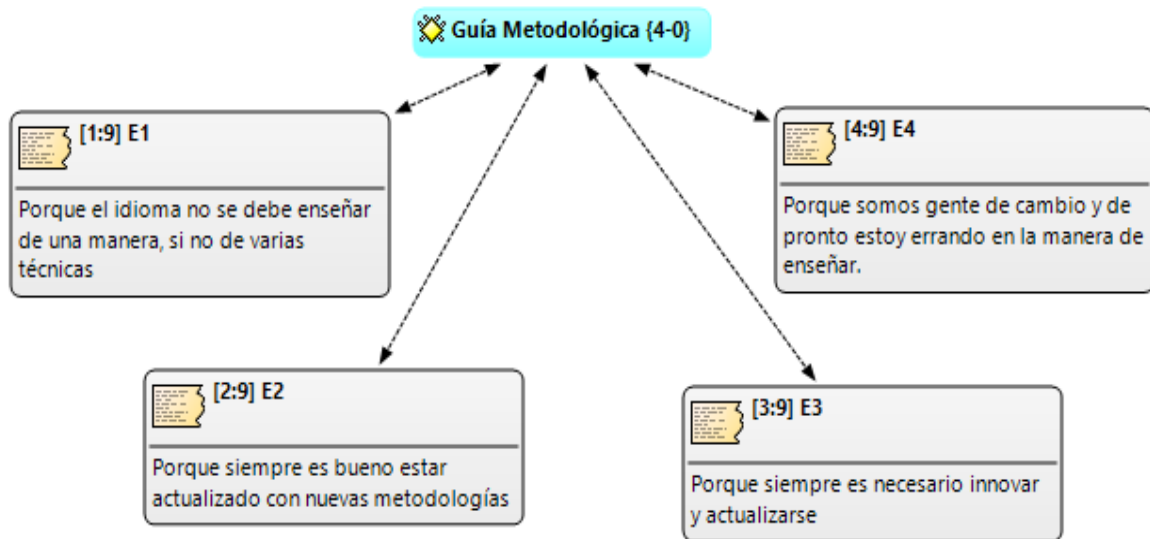 Guía Metodológica {4-0}
[1:9] E1
Porque el idioma no se debe enseñar
de una manera, si no de varias
técnicas
[4:9] E4
Porque somos gente de cambio y de
pronto estoy errando en la manera de
enseñar.
[2:9] E2
Porque siempre es bueno estar
actualizado con nuevas metodologías
[3:9] E3
Porque siempre es necesario innovar
y actualizarse